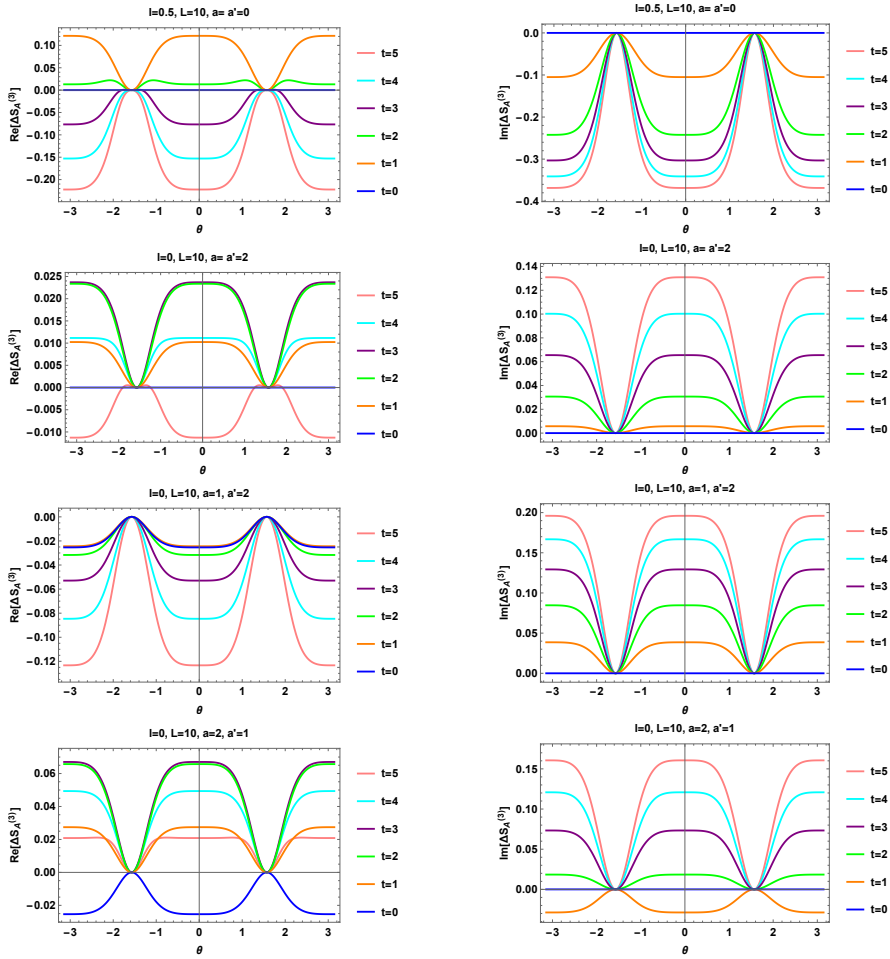 l=0.5, L=10, a= a'=0
Re[ΔS_A^(3)]
0.10
0.05
0.00
−0.05
−0.10
−0.15
−0.20
−3 −2 −1 0 1 2 3
θ
t=5
t=4
t=3
t=2
t=1
t=0
l=0.5, L=10, a= a'=0
Im[ΔS_A^(3)]
0.0
−0.1
−0.2
−0.3
−0.4
−3 −2 −1 0 1 2 3
θ
t=5
t=4
t=3
t=2
t=1
t=0
l=0, L=10, a= a'=2
Re[ΔS_A^(3)]
0.025
0.020
0.015
0.010
0.005
0.000
−0.005
−0.010
−3 −2 −1 0 1 2 3
θ
t=5
t=4
t=3
t=2
t=1
t=0
l=0, L=10, a= a'=2
Im[ΔS_A^(3)]
0.14
0.12
0.10
0.08
0.06
0.04
0.02
0.00
−3 −2 −1 0 1 2 3
θ
t=5
t=4
t=3
t=2
t=1
t=0
l=0, L=10, a=1, a'=2
Re[ΔS_A^(3)]
0.00
−0.02
−0.04
−0.06
−0.08
−0.10
−0.12
−3 −2 −1 0 1 2 3
θ
t=5
t=4
t=3
t=2
t=1
t=0
l=0, L=10, a=1, a'=2
Im[ΔS_A^(3)]
0.20
0.15
0.10
0.05
0.00
−3 −2 −1 0 1 2 3
θ
t=5
t=4
t=3
t=2
t=1
t=0
l=0, L=10, a=2, a'=1
Re[ΔS_A^(3)]
0.06
0.04
0.02
0.00
−0.02
−3 −2 −1 0 1 2 3
θ
t=5
t=4
t=3
t=2
t=1
t=0
l=0, L=10, a=2, a'=1
Im[ΔS_A^(3)]
0.15
0.10
0.05
0.00
−3 −2 −1 0 1 2 3
θ
t=5
t=4
t=3
t=2
t=1
t=0